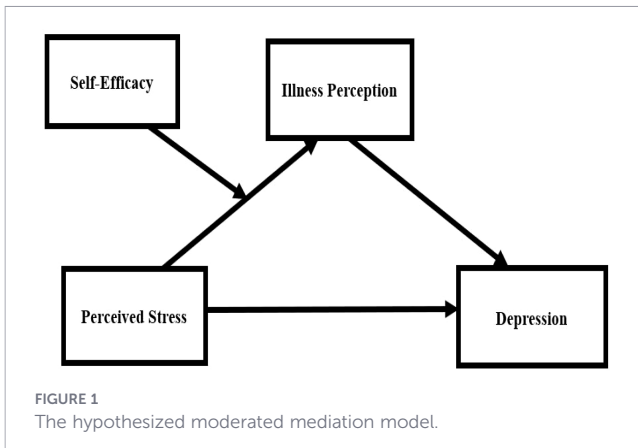 Self-Efficacy
Illness Perception
Perceived Stress
Depression
FIGURE 1
The hypothesized moderated mediation model.